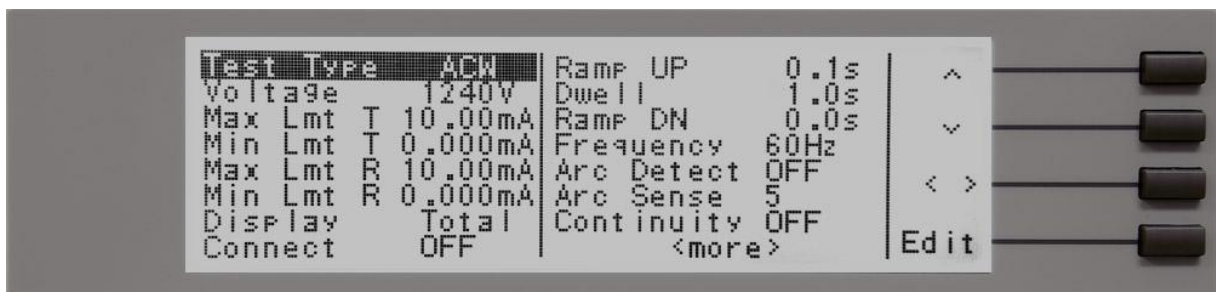 Test Type ACW
Voltage 1240V
Max Lmt T 10.00mA
Min Lmt T 0.000mA
Max Lmt R 10.00mA
Min Lmt R 0.000mA
Display Total
Connect OFF
Ramp UP 0.1s
Dwell 1.0s
Ramp DN 0.0s
Frequency 60Hz
Arc Detect OFF
Arc Sense 5
Continuity OFF
<more>
^
v
< >
Edit